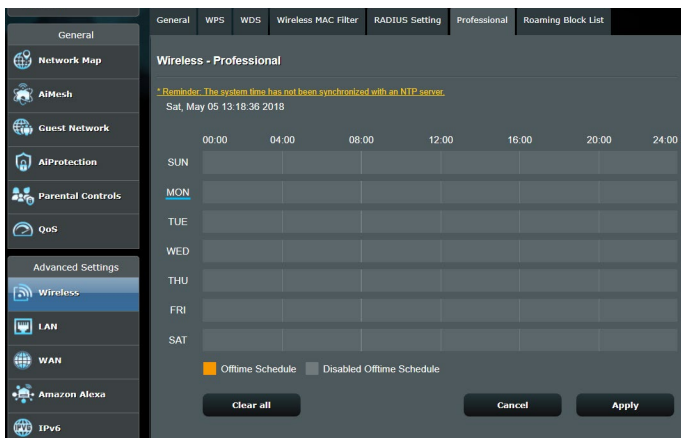 General WPS WDS Wireless MAC Filter RADIUS Setting Professional Roaming Block List
General
Network Map
AiMesh
Guest Network
AiProtection
Parental Controls
QoS
Advanced Settings
Wireless
LAN
WAN
Amazon Alexa
IPv6
Wireless - Professional
* Reminder: The system time has not been synchronized with an NTP server.
Sat, May 05 13:18:36 2018
00:00 04:00 08:00 12:00 16:00 20:00 24:00
SUN
MON
TUE
WED
THU
FRI
SAT
Offtime Schedule Disabled Offtime Schedule
Clear all Cancel Apply